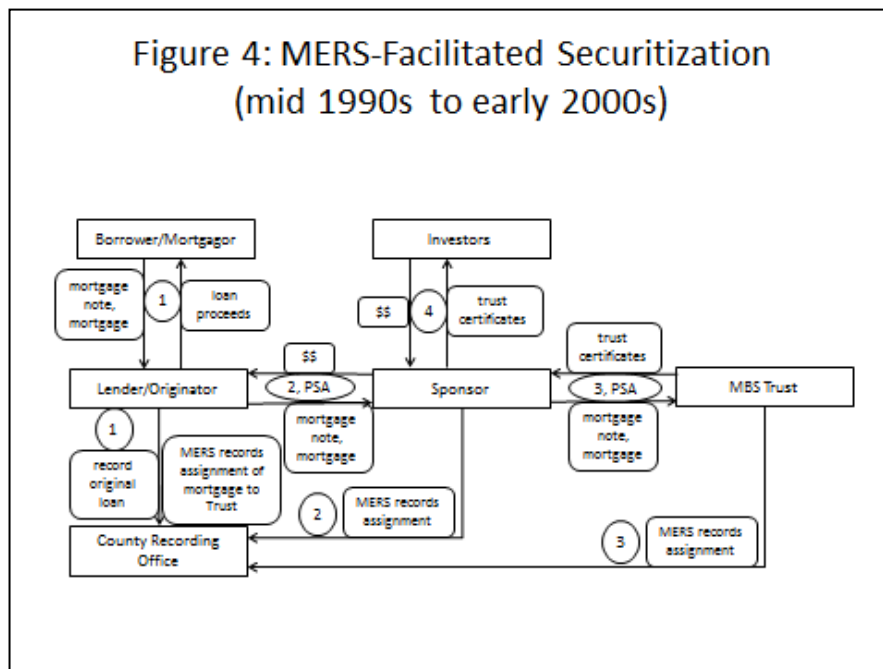 Figure 4: MERS-Facilitated Securitization
(mid 1990s to early 2000s)
Borrower/Mortgagor
Investors
mortgage
note,
mortgage
1
loan
proceeds
$$
4
trust
certificates
$$
trust
certificates
Lender/Originator
2, PSA
Sponsor
3, PSA
MBS Trust
1
mortgage
note,
mortgage
mortgage
note,
mortgage
record
original
loan
MERS records
assignment of
mortgage to
Trust
2
MERS records
assignment
County Recording
Office
3
MERS records
assignment